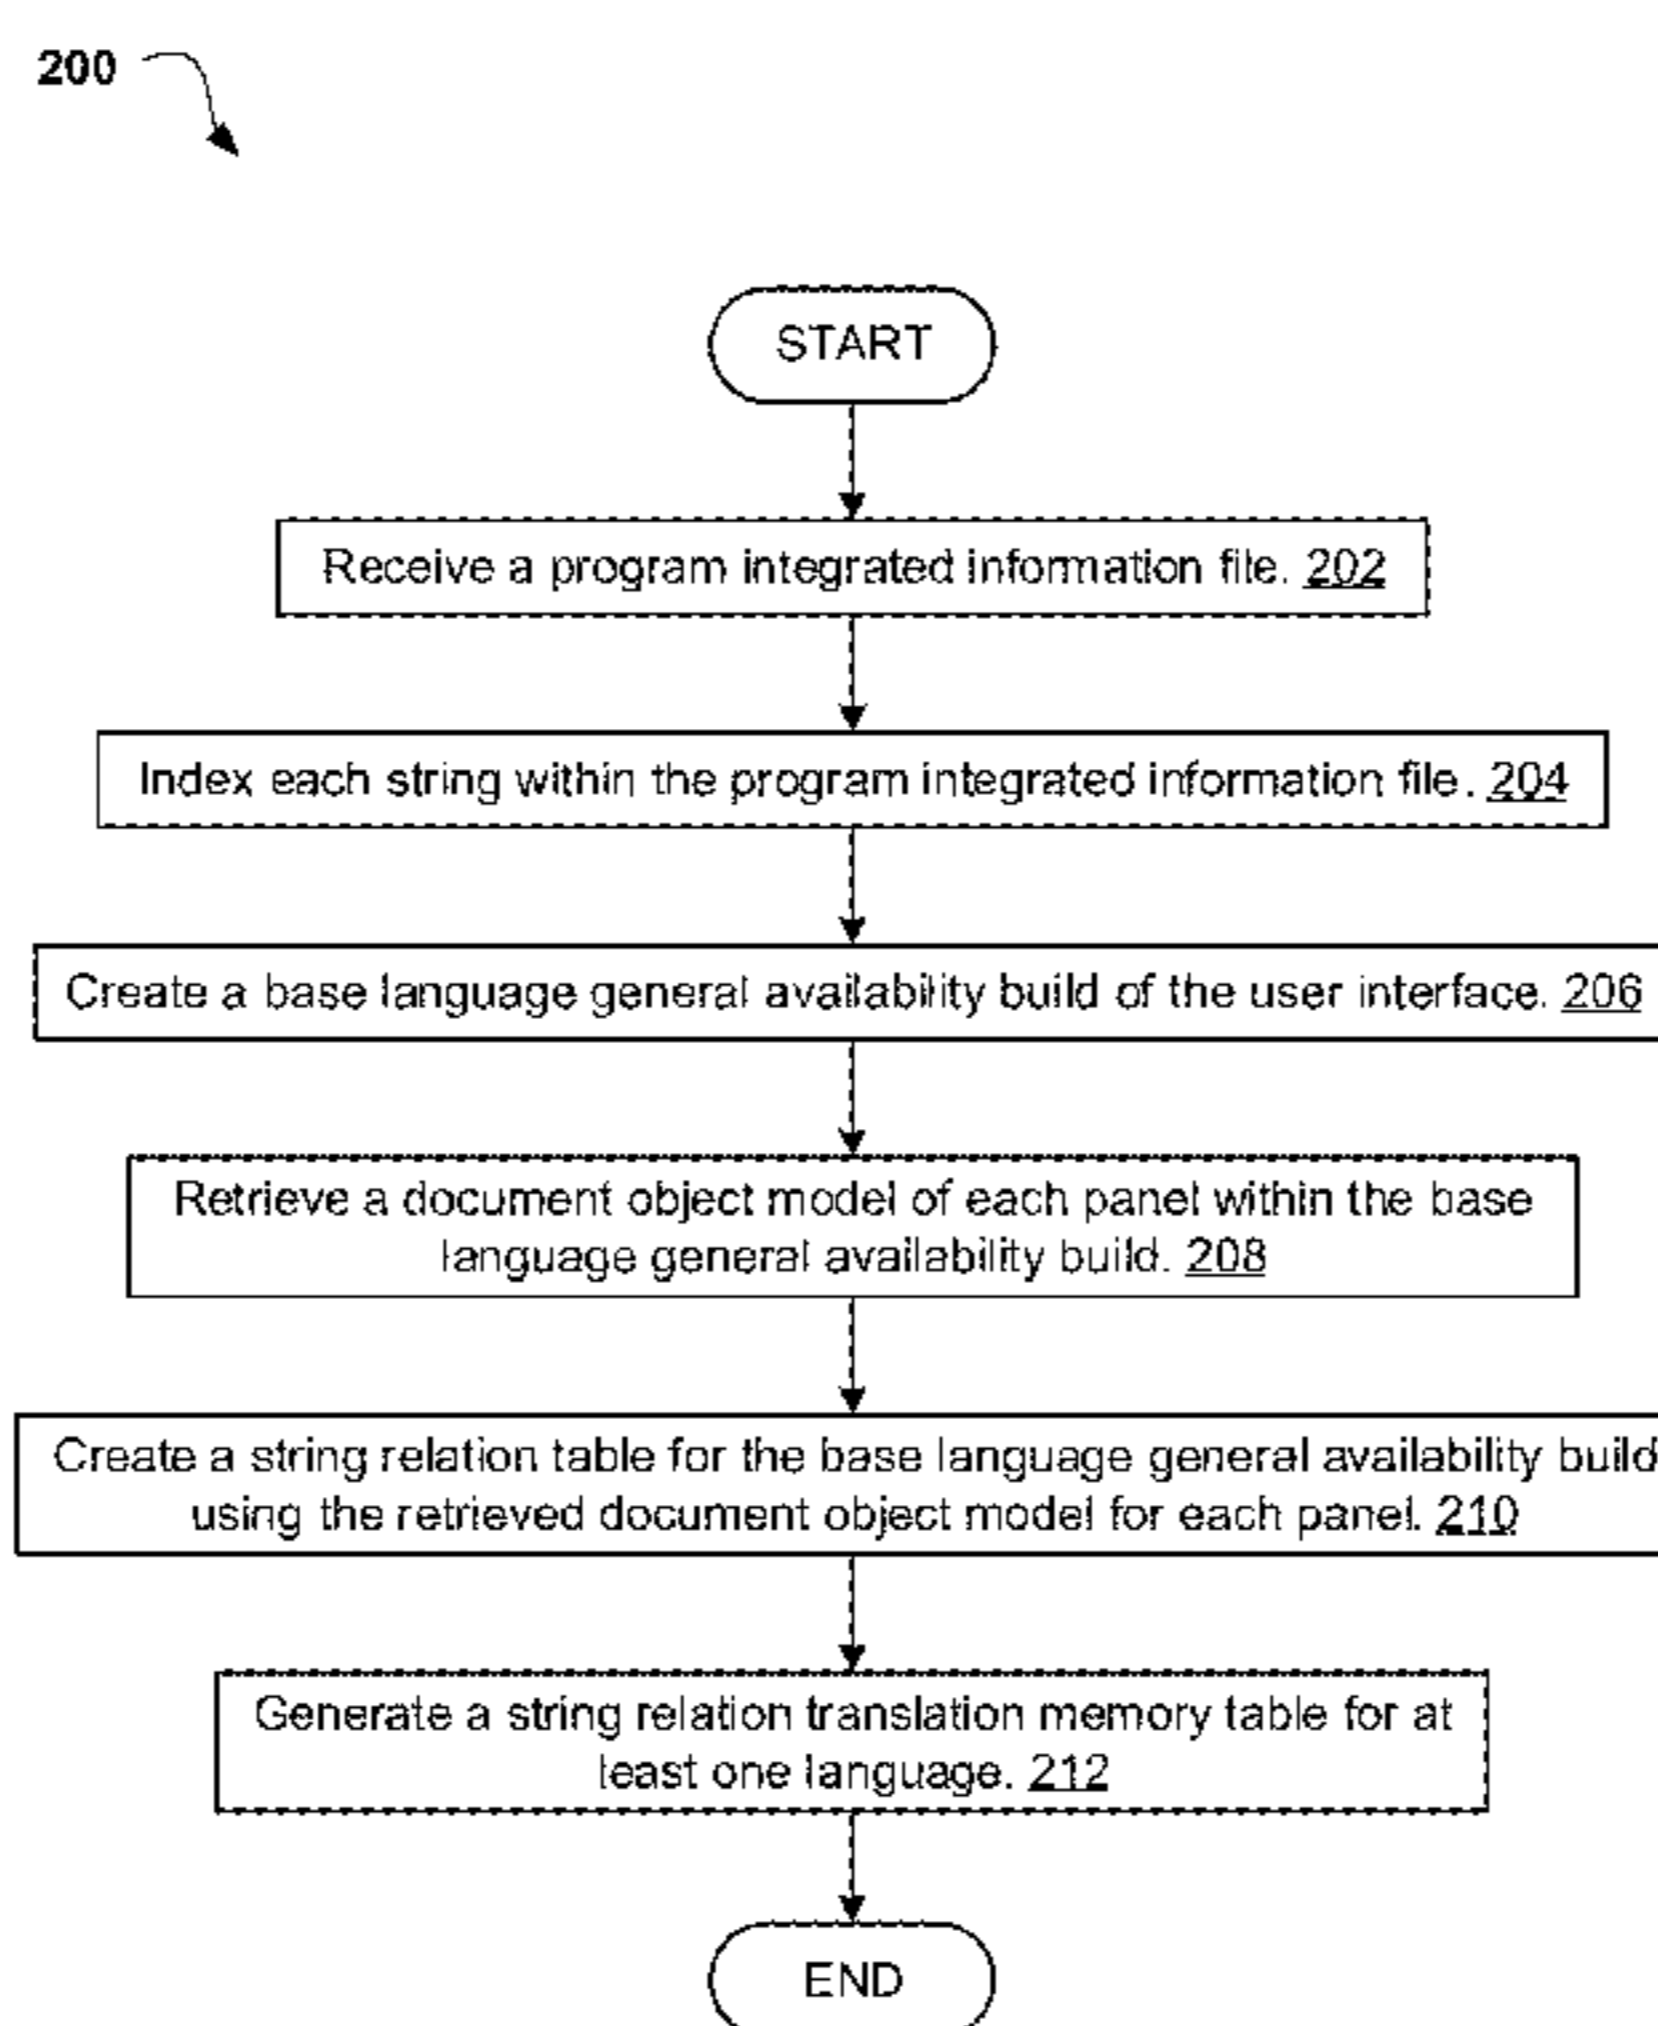 200
START
Receive a program integrated information file. 202
Index each string within the program integrated information file. 204
Create a base language general availability build of the user interface. 206
Retrieve a document object model of each panel within the base
language general availability build. 208
Create a string relation table for the base language general availability build
using the retrieved document object model for each panel. 210
Generate a string relation translation memory table for at
least one language. 212
END